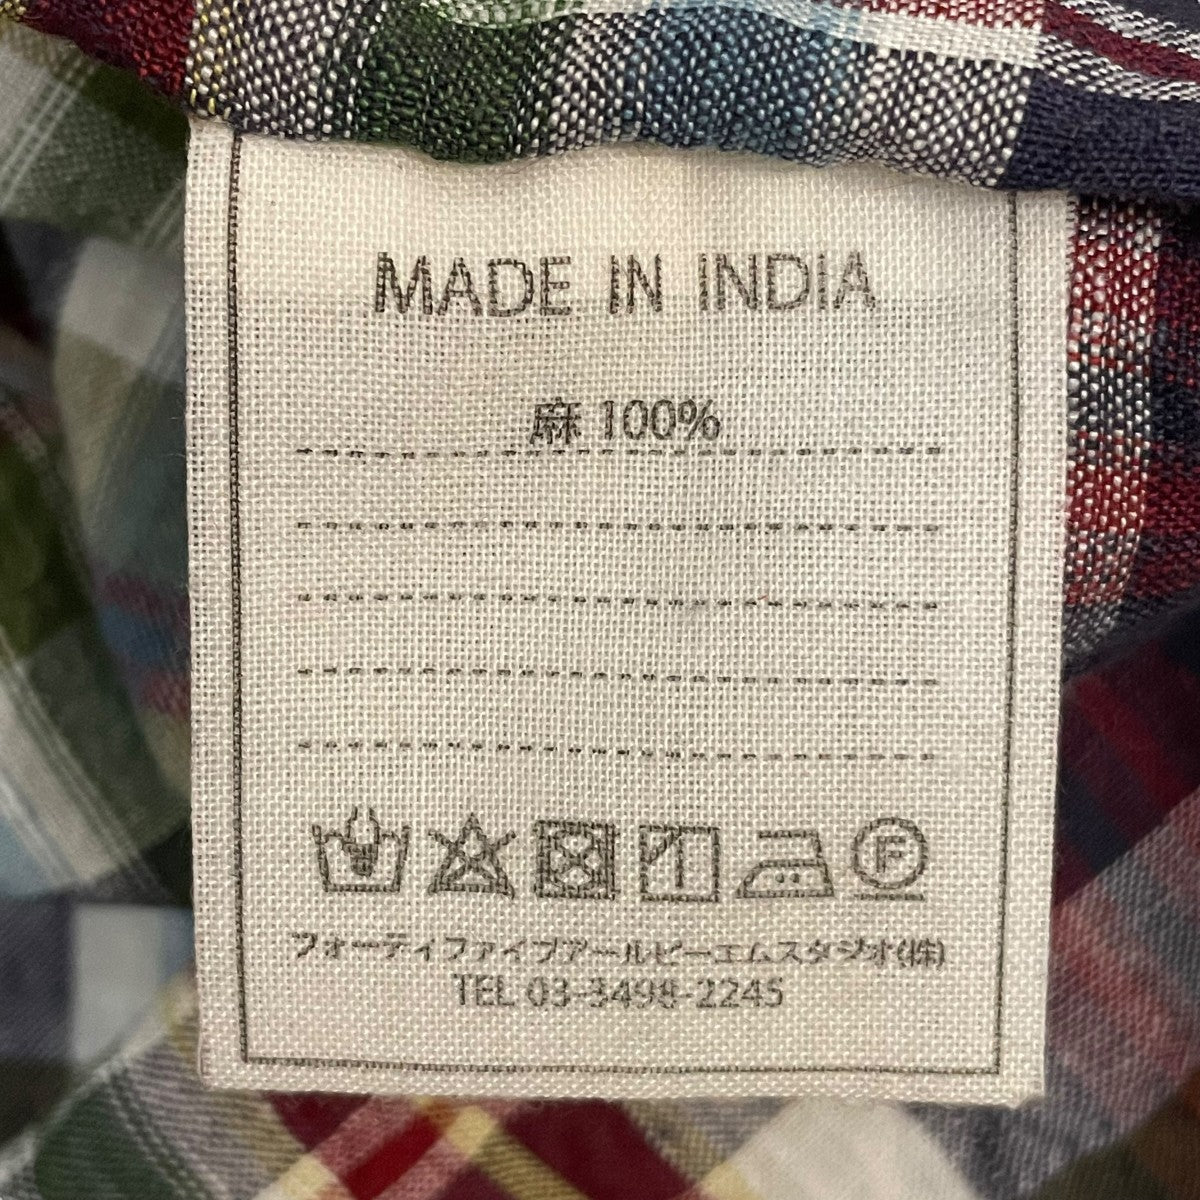 MADE IN INDIA
麻 100%
F
フォーティファイブアールピーエムスタジオ(株)
TEL 03-3498-2245